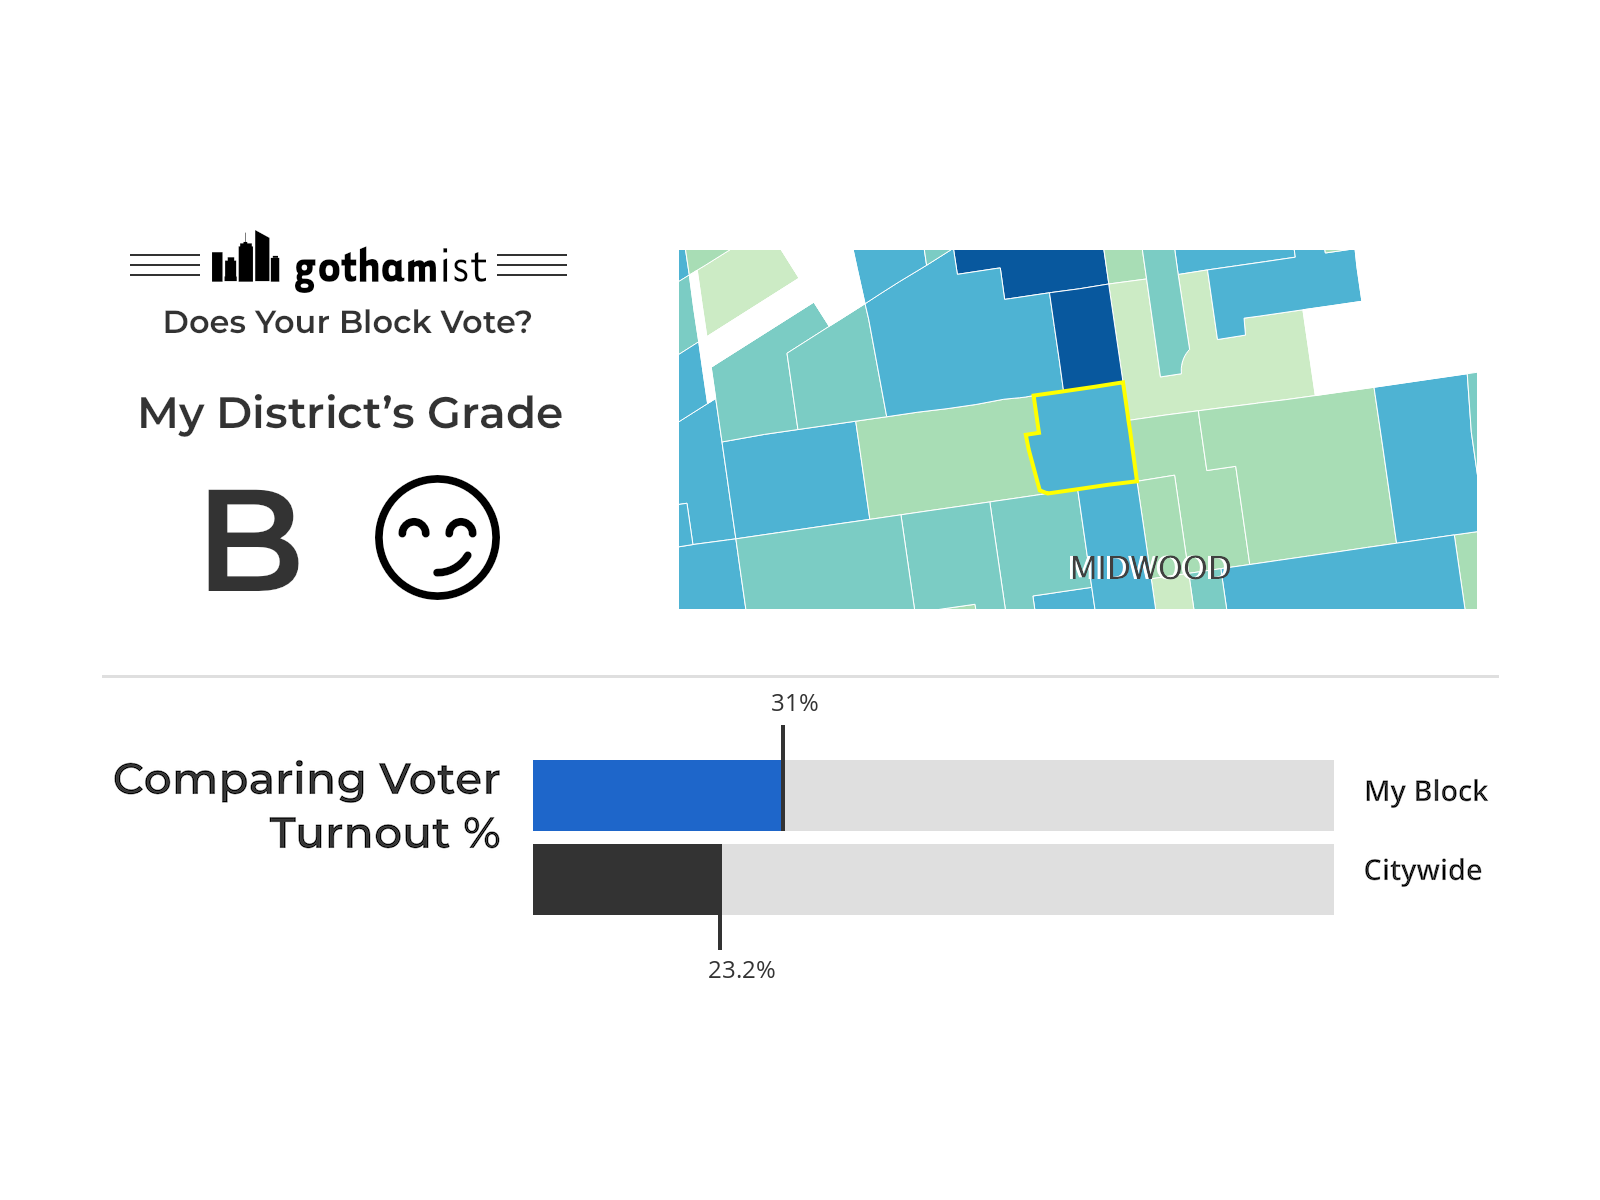 gothamist
Does Your Block Vote?
My District's Grade
B
MIDWOOD
31%
Comparing Voter
Turnout %
My Block
Citywide
23.2%